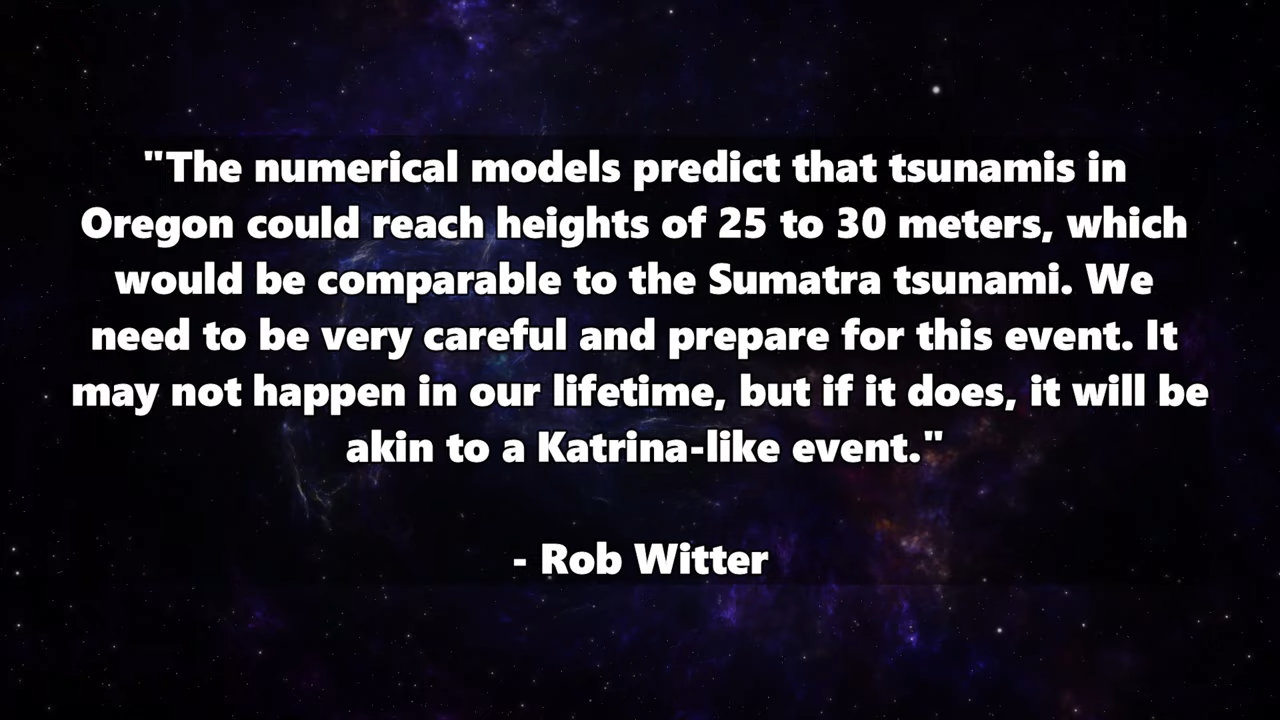 "The numerical models predict that tsunamis in
Oregon could reach heights of 25 to 30 meters, which
would be comparable to the Sumatra tsunami. We
need to be very careful and prepare for this event. It
may not happen in our lifetime, but if it does, it will be
akin to a Katrina-like event."
- Rob Witter